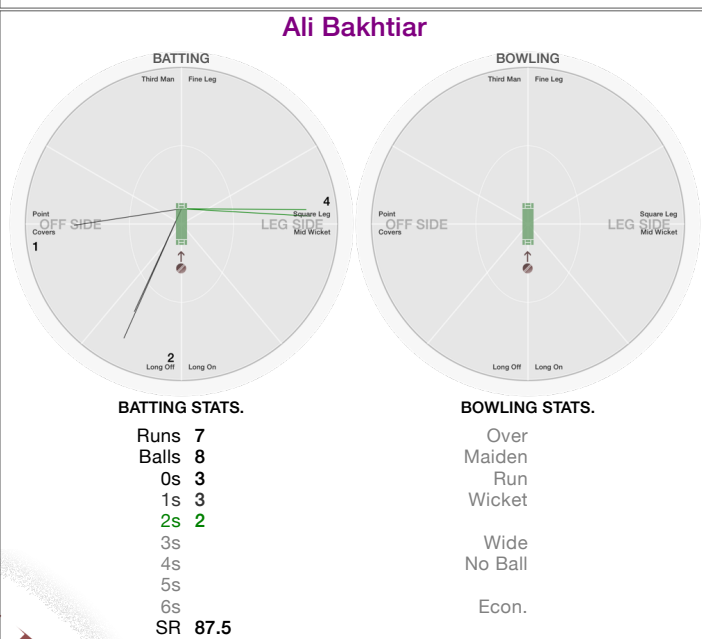 Ali Bakhtiar
BATTING
Third Man Fine Leg
4
Point
OFF SIDE
Covers
1
Square Leg
LEG SIDE
Mid Wicket
2
Long Off Long On
BOWLING
Third Man Fine Leg
Point
OFF SIDE
Covers
Square Leg
LEG SIDE
Mid Wicket
Long Off Long On
BATTING STATS.
Runs 7
Balls 8
0s 3
1s 3
2s 2
3s
4s
5s
6s
SR 87.5
BOWLING STATS.
Over
Maiden
Run
Wicket
Wide
No Ball
Econ.